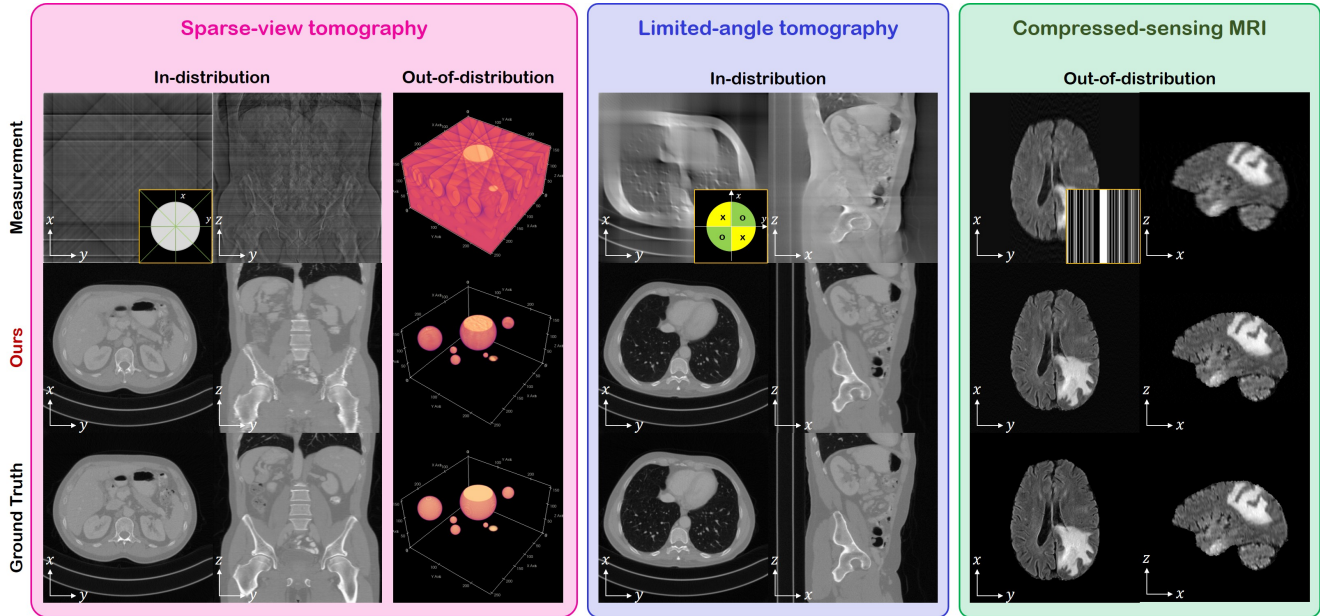 Sparse-view tomography
Limited-angle tomography
Compressed-sensing MRI
In-distribution
Out-of-distribution
In-distribution
Out-of-distribution
Measurement
x
y
x
y
z
y
x
y
x
y
X
O
O
X
z
x
x
y
z
x
Ours
x
y
z
y
x
y
z
x
x
y
z
x
Ground Truth
x
y
z
y
x
y
z
x
x
y
z
x